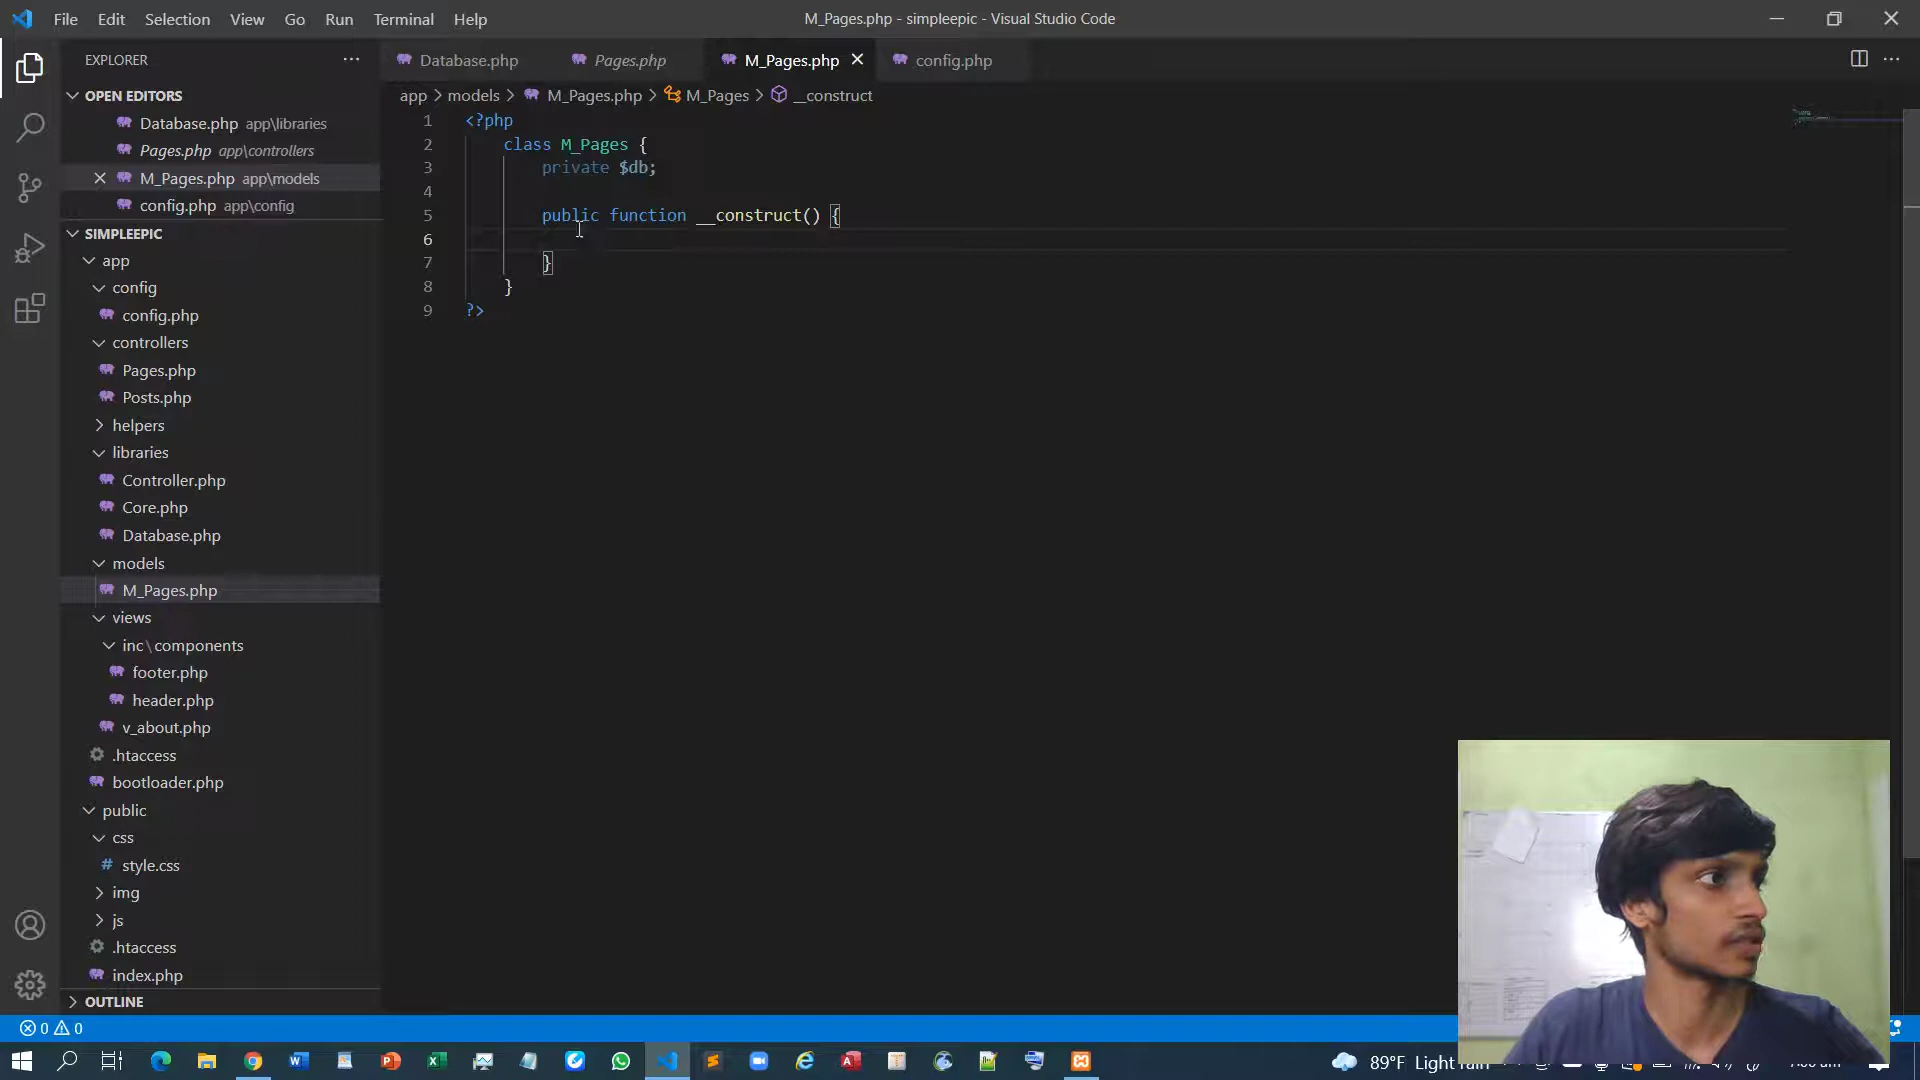 File Edit Selection View Go Run Terminal Help
M_Pages.php - simpleepic - Visual Studio Code
EXPLORER
OPEN EDITORS
Database.php app\libraries
Pages.php app\controllers
M_Pages.php app\models
config.php app\config
SIMPLEEPIC
app
config
config.php
controllers
Pages.php
Posts.php
helpers
libraries
Controller.php
Core.php
Database.php
models
M_Pages.php
views
inc\components
footer.php
header.php
v_about.php
.htaccess
bootloader.php
public
css
# style.css
img
js
.htaccess
index.php
OUTLINE
Database.php Pages.php M_Pages.php config.php
app > models > M_Pages.php > M_Pages > __construct
1 <?php
2 class M_Pages {
3 private $db;
4
5 public function __construct() {
6
7 }
8 }
9 ?>
0 0
89°F Light rain